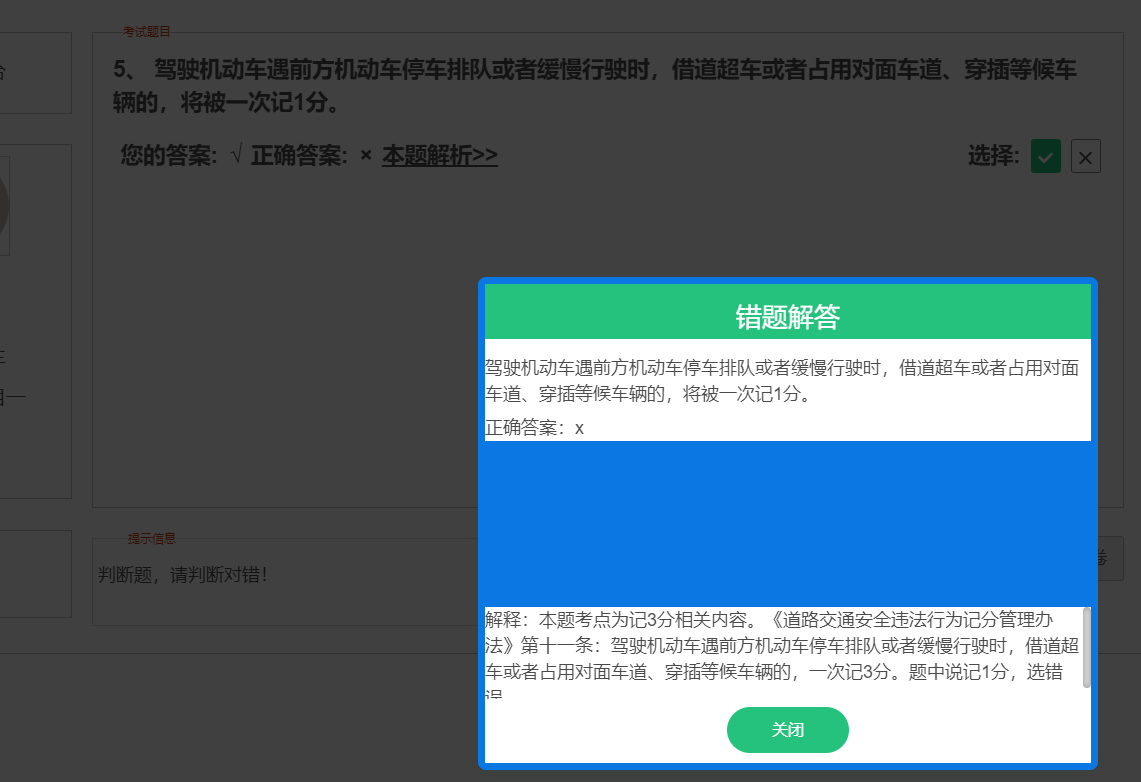 考试题目
5、 驾驶机动车遇前方机动车停车排队或者缓慢行驶时，借道超车或者占用对面车道、穿插等候车
辆的，将被一次记1分。
您的答案: √ 正确答案: × 本题解析>> 选择:
错题解答
驾驶机动车遇前方机动车停车排队或者缓慢行驶时，借道超车或者占用对面
车道、穿插等候车辆的，将被一次记1分。
正确答案：x
提示信息
判断题，请判断对错！
卷
解释：本题考点为记3分相关内容。《道路交通安全违法行为记分管理办
法》第十一条：驾驶机动车遇前方机动车停车排队或者缓慢行驶时，借道超
车或者占用对面车道、穿插等候车辆的，一次记3分。题中说记1分，选错
误
关闭